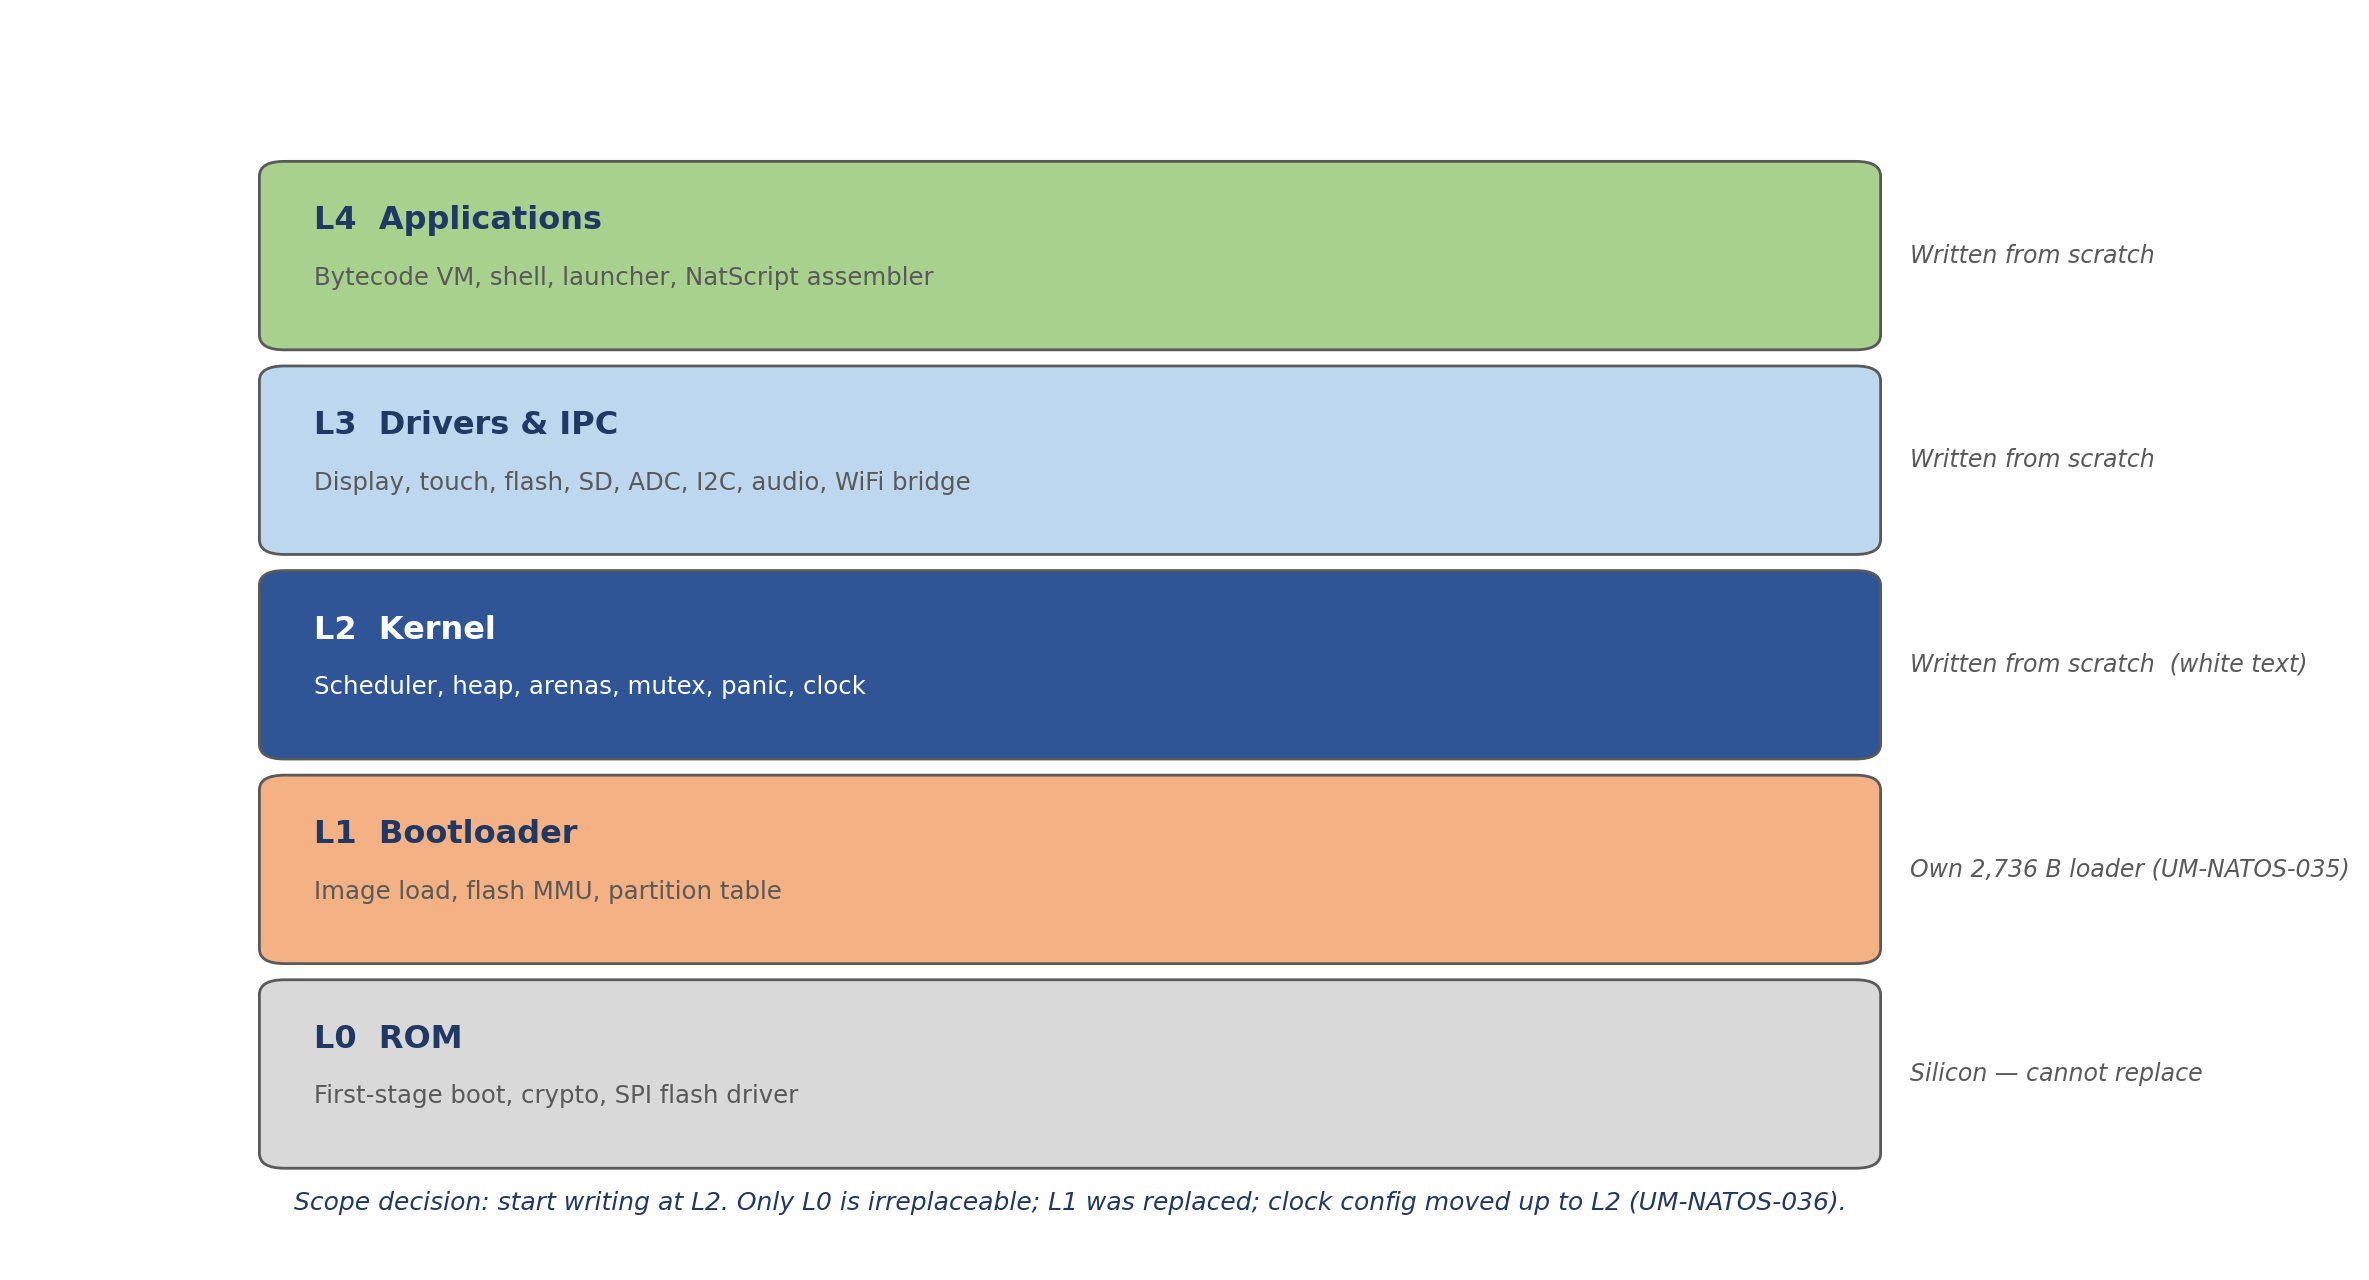 L4  Applications
Bytecode VM, shell, launcher, NatScript assembler
Written from scratch
L3  Drivers & IPC
Display, touch, flash, SD, ADC, I2C, audio, WiFi bridge
Written from scratch
L2  Kernel
Scheduler, heap, arenas, mutex, panic, clock
Written from scratch  (white text)
L1  Bootloader
Image load, flash MMU, partition table
Own 2,736 B loader (UM-NATOS-035)
L0  ROM
First-stage boot, crypto, SPI flash driver
Silicon — cannot replace
Scope decision: start writing at L2. Only L0 is irreplaceable; L1 was replaced; clock config moved up to L2 (UM-NATOS-036).